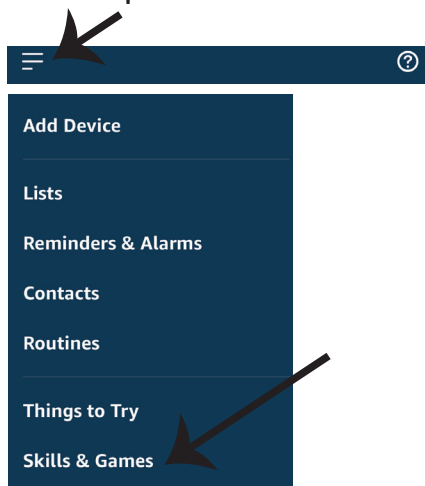 Add Device
Lists
Reminders & Alarms
Contacts
Routines
Things to Try
Skills & Games